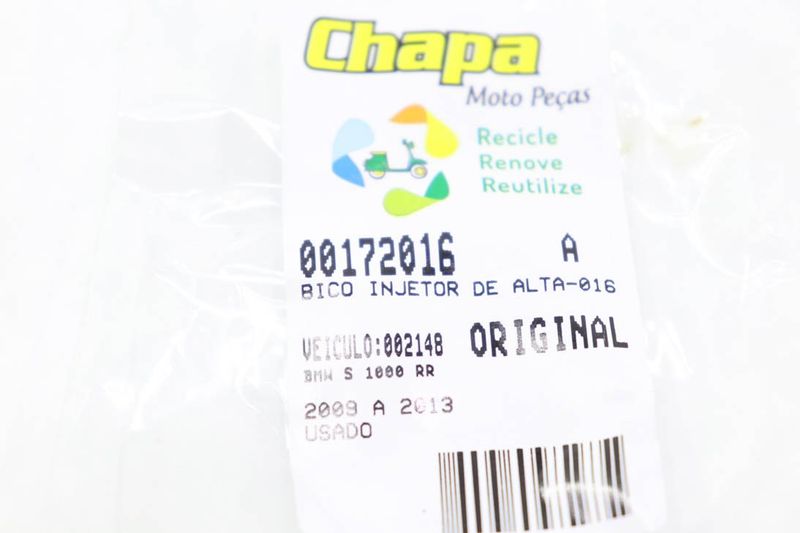 Chapa
Moto Peças
Recicle
Renove
Reutilize
00172016 A
BICO INJETOR DE ALTA-016
VEICULO:002148 ORIGINAL
BMW S 1000 RR
2009 A 2013
USADO